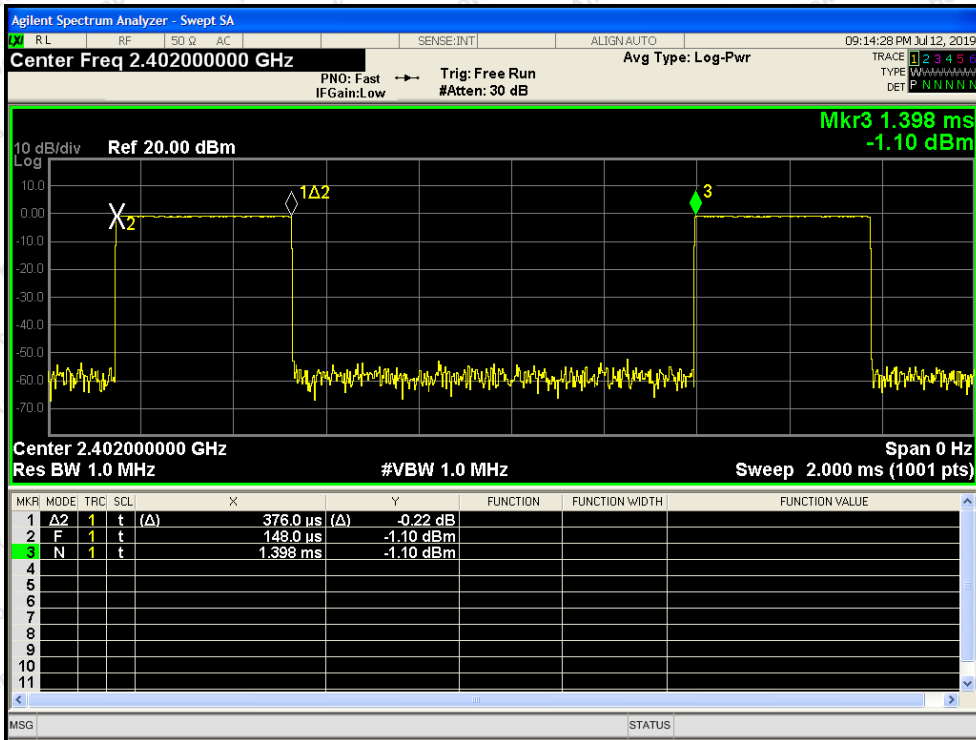 Agilent Spectrum Analyzer - Swept SA
LXI RL RF 50 Ω AC SENSE:INT ALIGN AUTO 09:14:28 PM Jul 12, 2019
Center Freq 2.402000000 GHz Avg Type: Log-Pwr TRACE 1 2 3 4 5 6
PNO: Fast Trig: Free Run TYPE WWWWWW
IFGain:Low #Atten: 30 dB DET P N N N N N
Mkr3 1.398 ms
10 dB/div Ref 20.00 dBm -1.10 dBm
Log
10.0
0.00
-10.0
-20.0
-30.0
-40.0
-50.0
-60.0
-70.0
X2 1Δ2 3
Center 2.402000000 GHz Span 0 Hz
Res BW 1.0 MHz #VBW 1.0 MHz Sweep 2.000 ms (1001 pts)
MKR MODE TRC SCL X Y FUNCTION FUNCTION WIDTH FUNCTION VALUE
1 Δ2 1 t (Δ) 376.0 µs (Δ) -0.22 dB
2 F 1 t 148.0 µs -1.10 dBm
3 N 1 t 1.398 ms -1.10 dBm
4
5
6
7
8
9
10
11
MSG STATUS